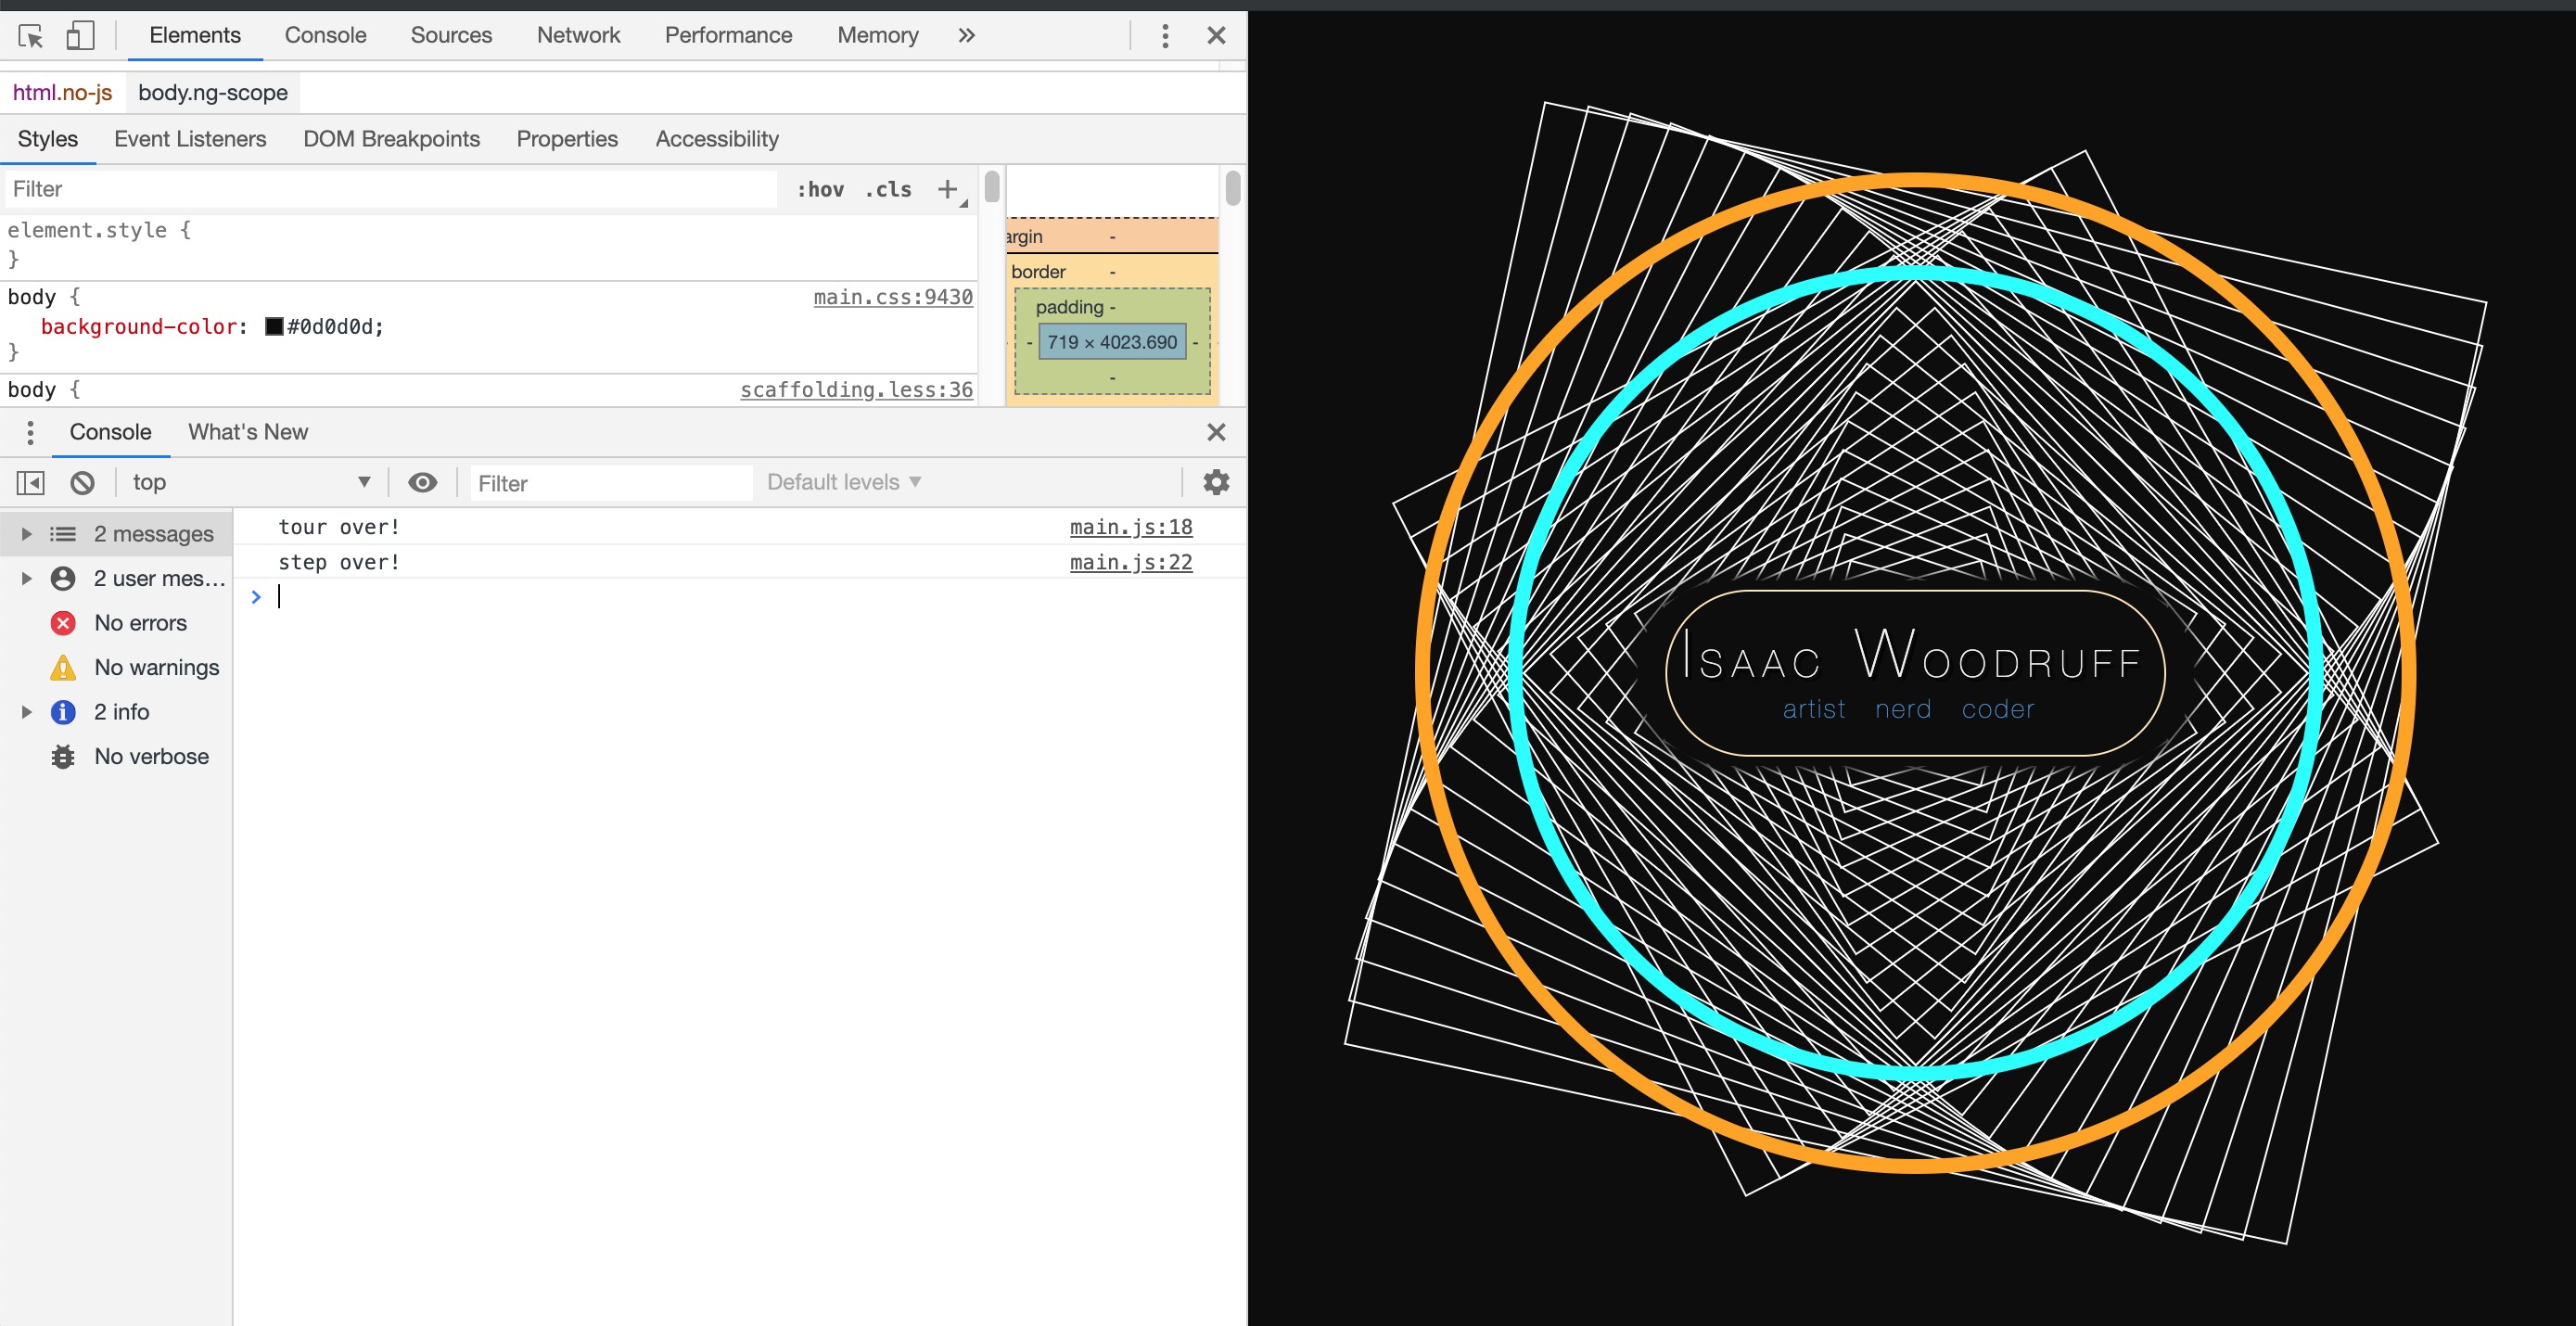 Elements Console Sources Network Performance Memory »
html.no-js body.ng-scope
Styles Event Listeners DOM Breakpoints Properties Accessibility
Filter :hov .cls +
element.style {
}
body { main.css:9430
background-color: #0d0d0d;
}
body { scaffolding.less:36
argin -
border -
padding -
- 719 × 4023.690 -
-
Console What's New
top Filter Default levels
2 messages
2 user mes…
No errors
No warnings
2 info
No verbose
tour over! main.js:18
step over! main.js:22
>
Isaac Woodruff
artist nerd coder